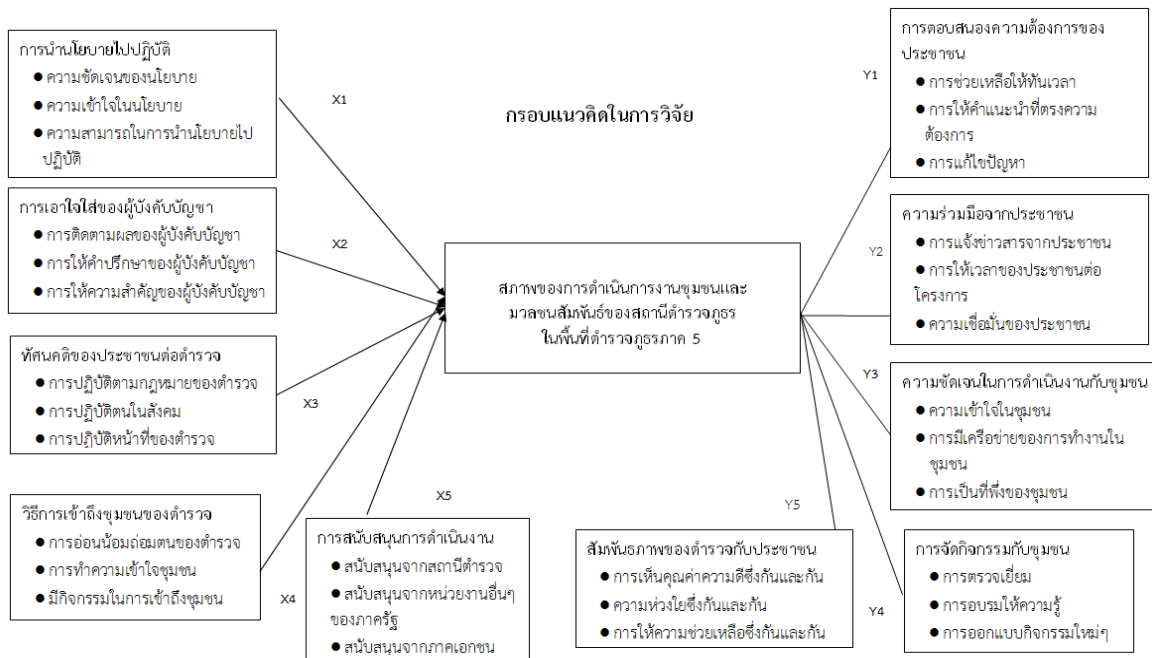 กรอบแนวคิดในการวิจัย
การนำนโยบายไปปฏิบัติ
● ความชัดเจนของนโยบาย
● ความเข้าใจในนโยบาย
● ความสามารถในการนำนโยบายไป
ปฏิบัติ
X1
การเอาใจใส่ของผู้บังคับบัญชา
● การติดตามผลของผู้บังคับบัญชา
● การให้คำปรึกษาของผู้บังคับบัญชา
● การให้ความสำคัญของผู้บังคับบัญชา
X2
ทัศนคติของประชาชนต่อตำรวจ
● การปฏิบัติตามกฎหมายของตำรวจ
● การปฏิบัติตนในสังคม
● การปฏิบัติหน้าที่ของตำรวจ
X3
วิธีการเข้าถึงชุมชนของตำรวจ
● การอ่อนน้อมถ่อมตนของตำรวจ
● การทำความเข้าใจชุมชน
● มีกิจกรรมในการเข้าถึงชุมชน
X4
X5
การสนับสนุนการดำเนินงาน
● สนับสนุนจากสถานีตำรวจ
● สนับสนุนจากหน่วยงานอื่นๆ
ของภาครัฐ
● สนับสนุนจากภาคเอกชน
สภาพของการดำเนินการงานชุมชนและ
มวลชนสัมพันธ์ของสถานีตำรวจภูธร
ในพื้นที่ตำรวจภูธรภาค 5
Y1
การตอบสนองความต้องการของ
ประชาชน
● การช่วยเหลือให้ทันเวลา
● การให้คำแนะนำที่ตรงความ
ต้องการ
● การแก้ไขปัญหา
Y2
ความร่วมมือจากประชาชน
● การแจ้งข่าวสารจากประชาชน
● การให้เวลาของประชาชนต่อ
โครงการ
● ความเชื่อมั่นของประชาชน
Y3
ความชัดเจนในการดำเนินงานกับชุมชน
● ความเข้าใจในชุมชน
● การมีเครือข่ายของการทำงานใน
ชุมชน
● การเป็นที่พึ่งของชุมชน
Y4
การจัดกิจกรรมกับชุมชน
● การตรวจเยี่ยม
● การอบรมให้ความรู้
● การออกแบบกิจกรรมใหม่ๆ
Y5
สัมพันธภาพของตำรวจกับประชาชน
● การเห็นคุณค่าความดีซึ่งกันและกัน
● ความห่วงใยซึ่งกันและกัน
● การให้ความช่วยเหลือซึ่งกันและกัน